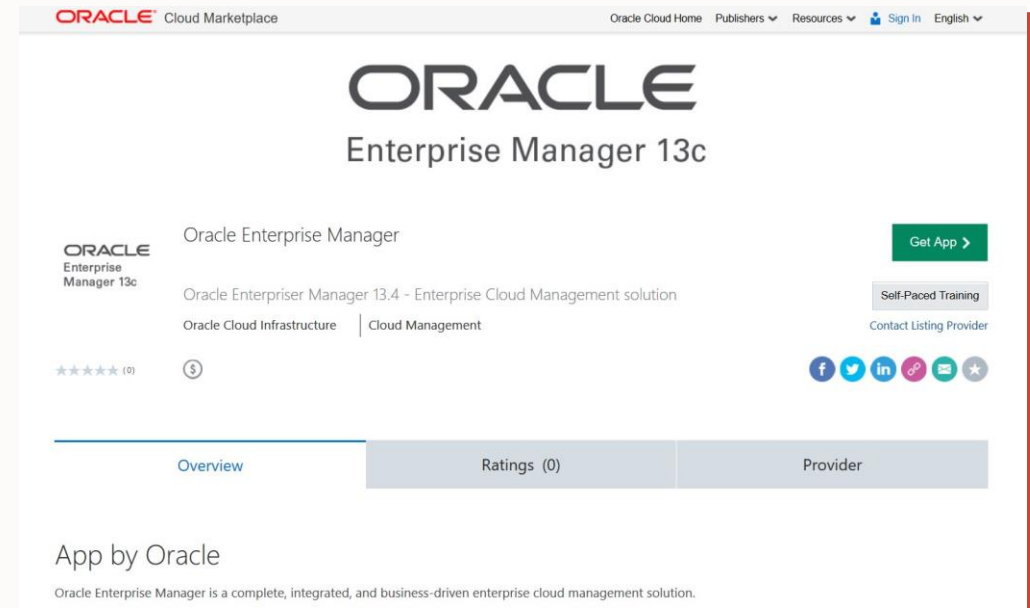 ORACLE Cloud Marketplace
Oracle Cloud Home Publishers Resources Sign In English
ORACLE
Enterprise Manager 13c
ORACLE
Enterprise
Manager 13c
Oracle Enterprise Manager
Get App
Oracle Enterpriser Manager 13.4 - Enterprise Cloud Management solution
Self-Paced Training
Oracle Cloud Infrastructure Cloud Management
Contact Listing Provider
(0)
$
f in
Overview Ratings (0) Provider
App by Oracle
Oracle Enterprise Manager is a complete, integrated, and business-driven enterprise cloud management solution.